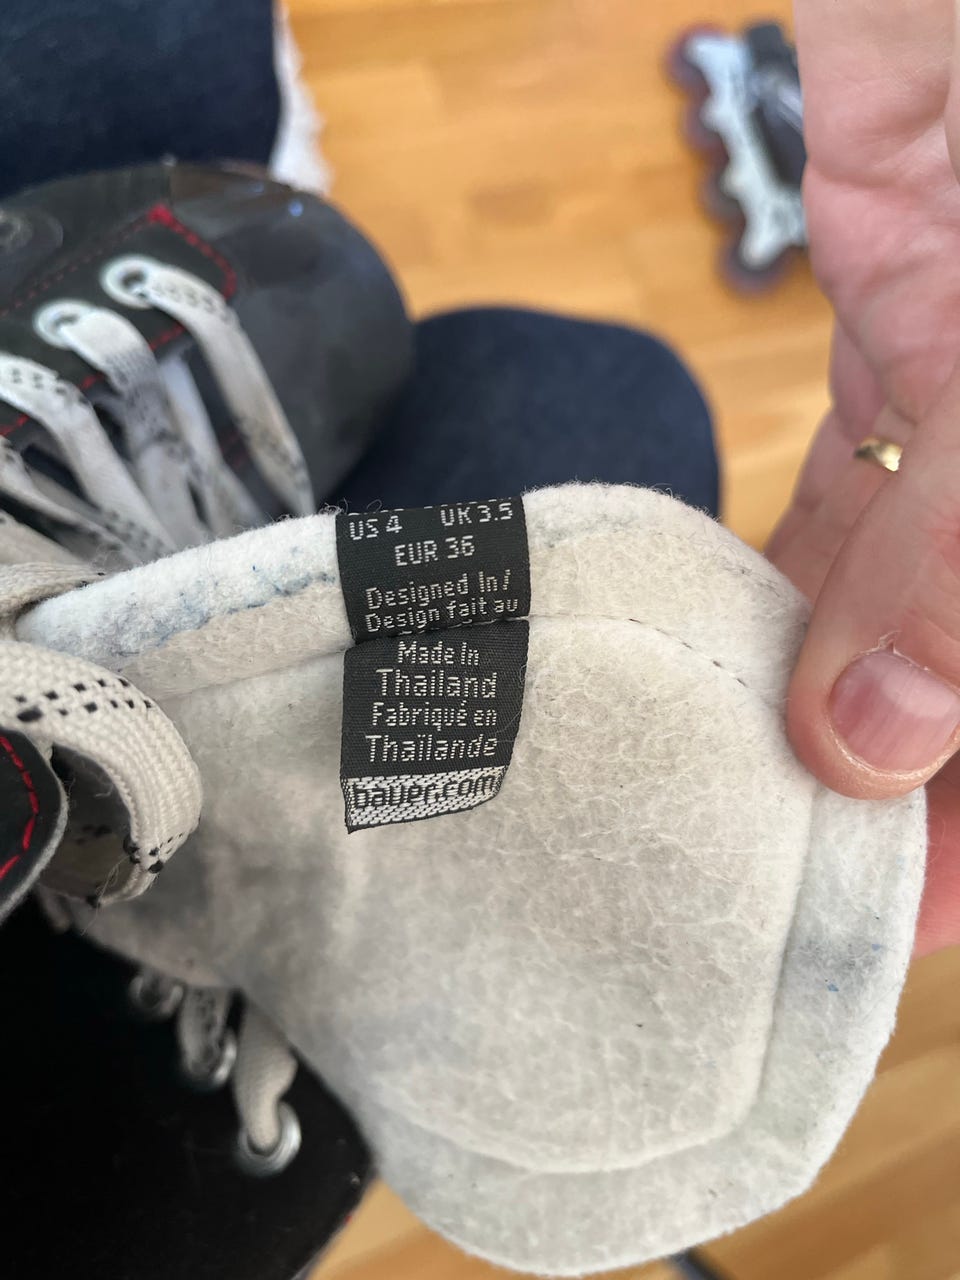 US 4 UK 3.5
EUR 36
Designed In/
Design fait au
Made In
Thailand
Fabriqué en
Thaïlande
bauer.com